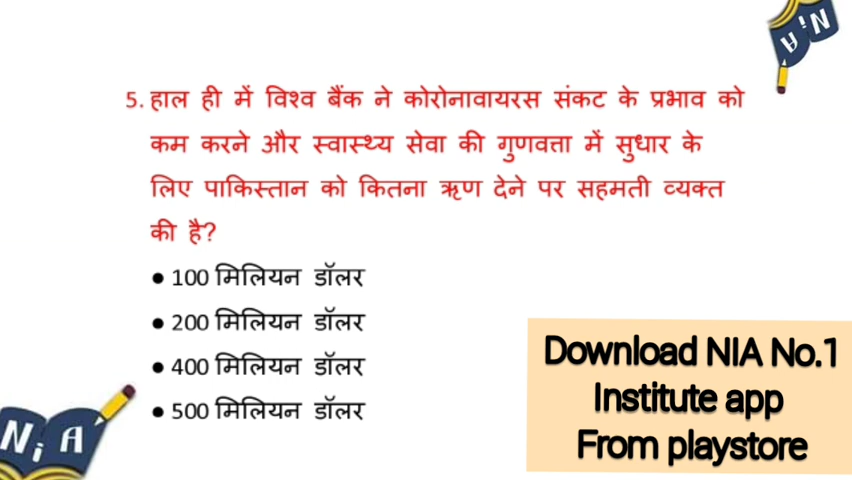 NiA
5. हाल ही में विश्व बैंक ने कोरोनावायरस संकट के प्रभाव को
कम करने और स्वास्थ्य सेवा की गुणवत्ता में सुधार के
लिए पाकिस्तान को कितना ऋण देने पर सहमती व्यक्त
की है?
● 100 मिलियन डॉलर
● 200 मिलियन डॉलर
● 400 मिलियन डॉलर
● 500 मिलियन डॉलर
Download NIA No.1
Institute app
From playstore
NiA